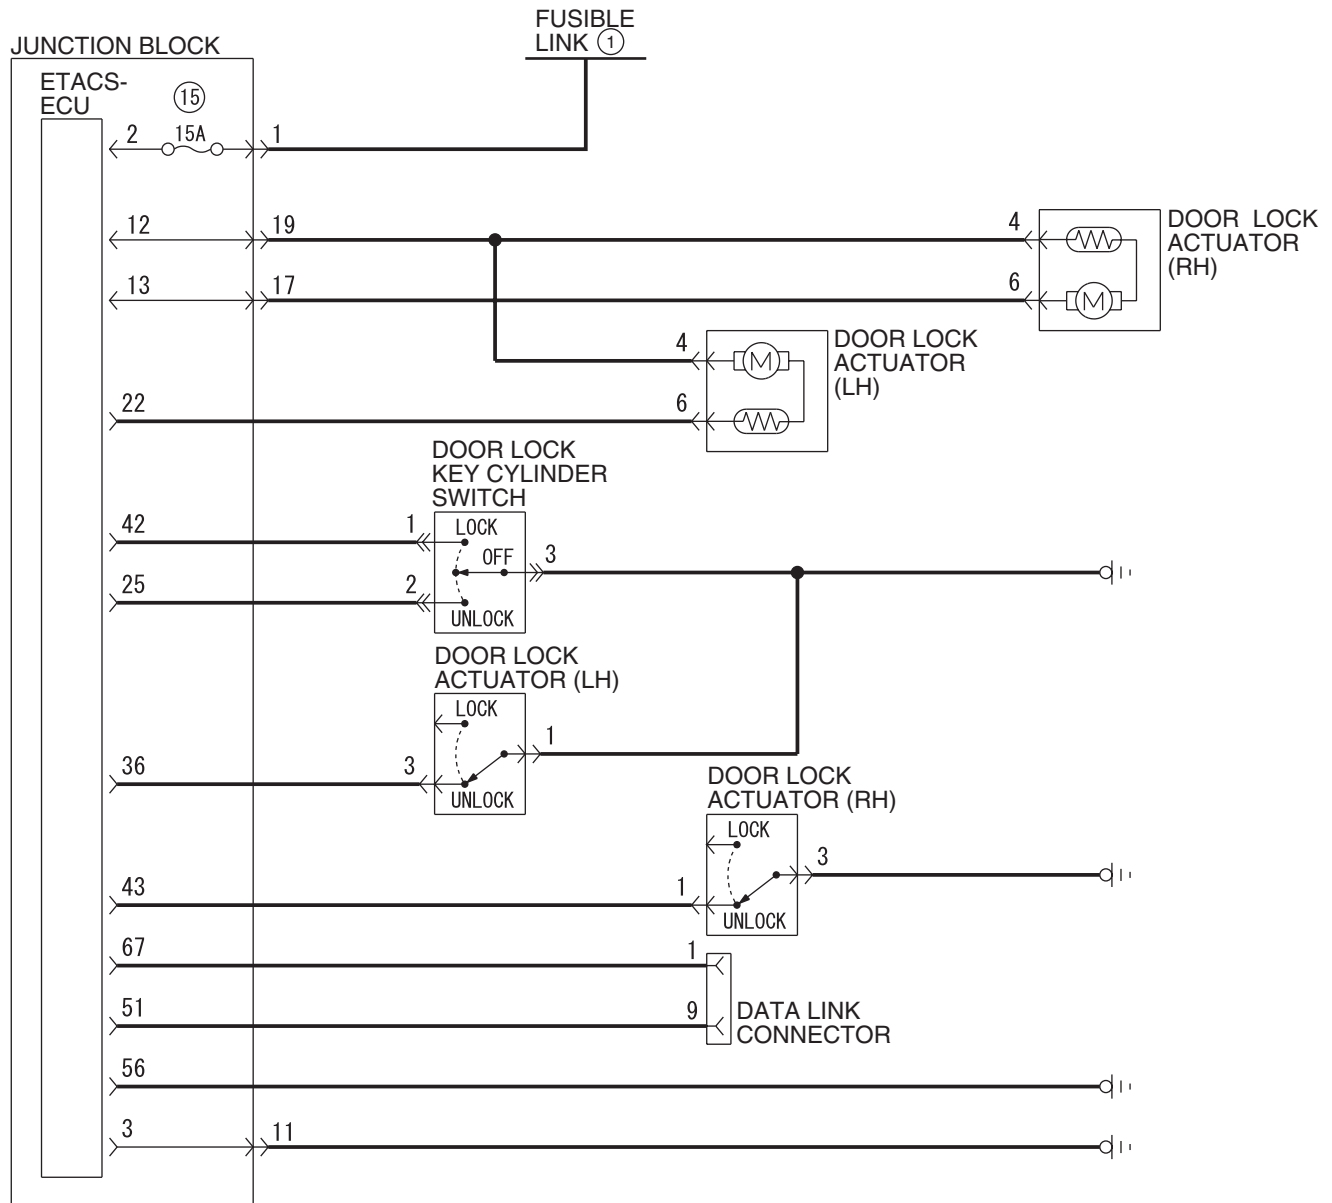 FUSIBLE
LINK ①
JUNCTION BLOCK
ETACS-
ECU
⑮
2
15A
1
12
19
4
DOOR LOCK
ACTUATOR
(RH)
13
17
6
M
4
M
DOOR LOCK
ACTUATOR
(LH)
22
6
DOOR LOCK
KEY CYLINDER
SWITCH
42
1
LOCK
OFF
3
25
2
UNLOCK
DOOR LOCK
ACTUATOR (LH)
LOCK
1
36
3
UNLOCK
DOOR LOCK
ACTUATOR (RH)
LOCK
3
43
1
UNLOCK
67
1
51
9
DATA LINK
CONNECTOR
56
3
11